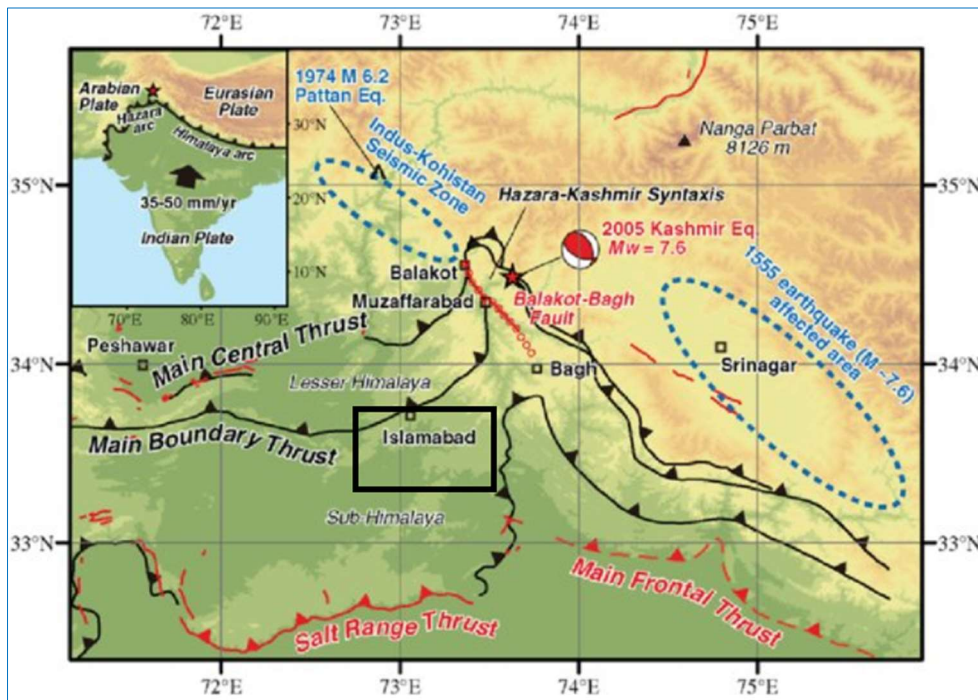 72°E 73°E 74°E 75°E
Arabian
Plate
Eurasian
Plate
Hazara
arc
Himalaya arc
30°N
20°N
10°N
35-50 mm/yr
Indian Plate
70°E 80°E 90°E
1974 M 6.2
Pattan Eq.
Indus-Kohistan
Seismic Zone
Nanga Parbat
8126 m
35°N 35°N
Hazara-Kashmir Syntaxis
2005 Kashmir Eq.
Mw = 7.6
Balakot
Muzaffarabad
Balakot-Bagh
Fault
1555 earthquake (M ~7.6)
affected area
Peshawar
Main Central Thrust
Srinagar
34°N 34°N
Lesser Himalaya
Bagh
Main Boundary Thrust
Islamabad
Sub-Himalaya
33°N 33°N
Salt Range Thrust
Main Frontal Thrust
72°E 73°E 74°E 75°E